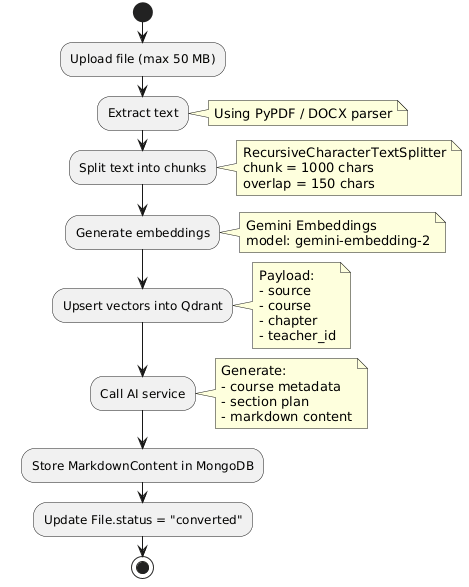 Upload file (max 50 MB)
Extract text
Using PyPDF / DOCX parser
Split text into chunks
RecursiveCharacterTextSplitter
chunk = 1000 chars
overlap = 150 chars
Generate embeddings
Gemini Embeddings
model: gemini-embedding-2
Upsert vectors into Qdrant
Payload:
- source
- course
- chapter
- teacher_id
Call AI service
Generate:
- course metadata
- section plan
- markdown content
Store MarkdownContent in MongoDB
Update File.status = "converted"